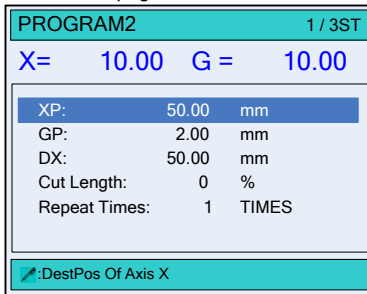 PROGRAM2 1 / 3ST
X= 10.00 G = 10.00
XP: 50.00 mm
GP: 2.00 mm
DX: 50.00 mm
Cut Length: 0 %
Repeat Times: 1 TIMES
:DestPos Of Axis X